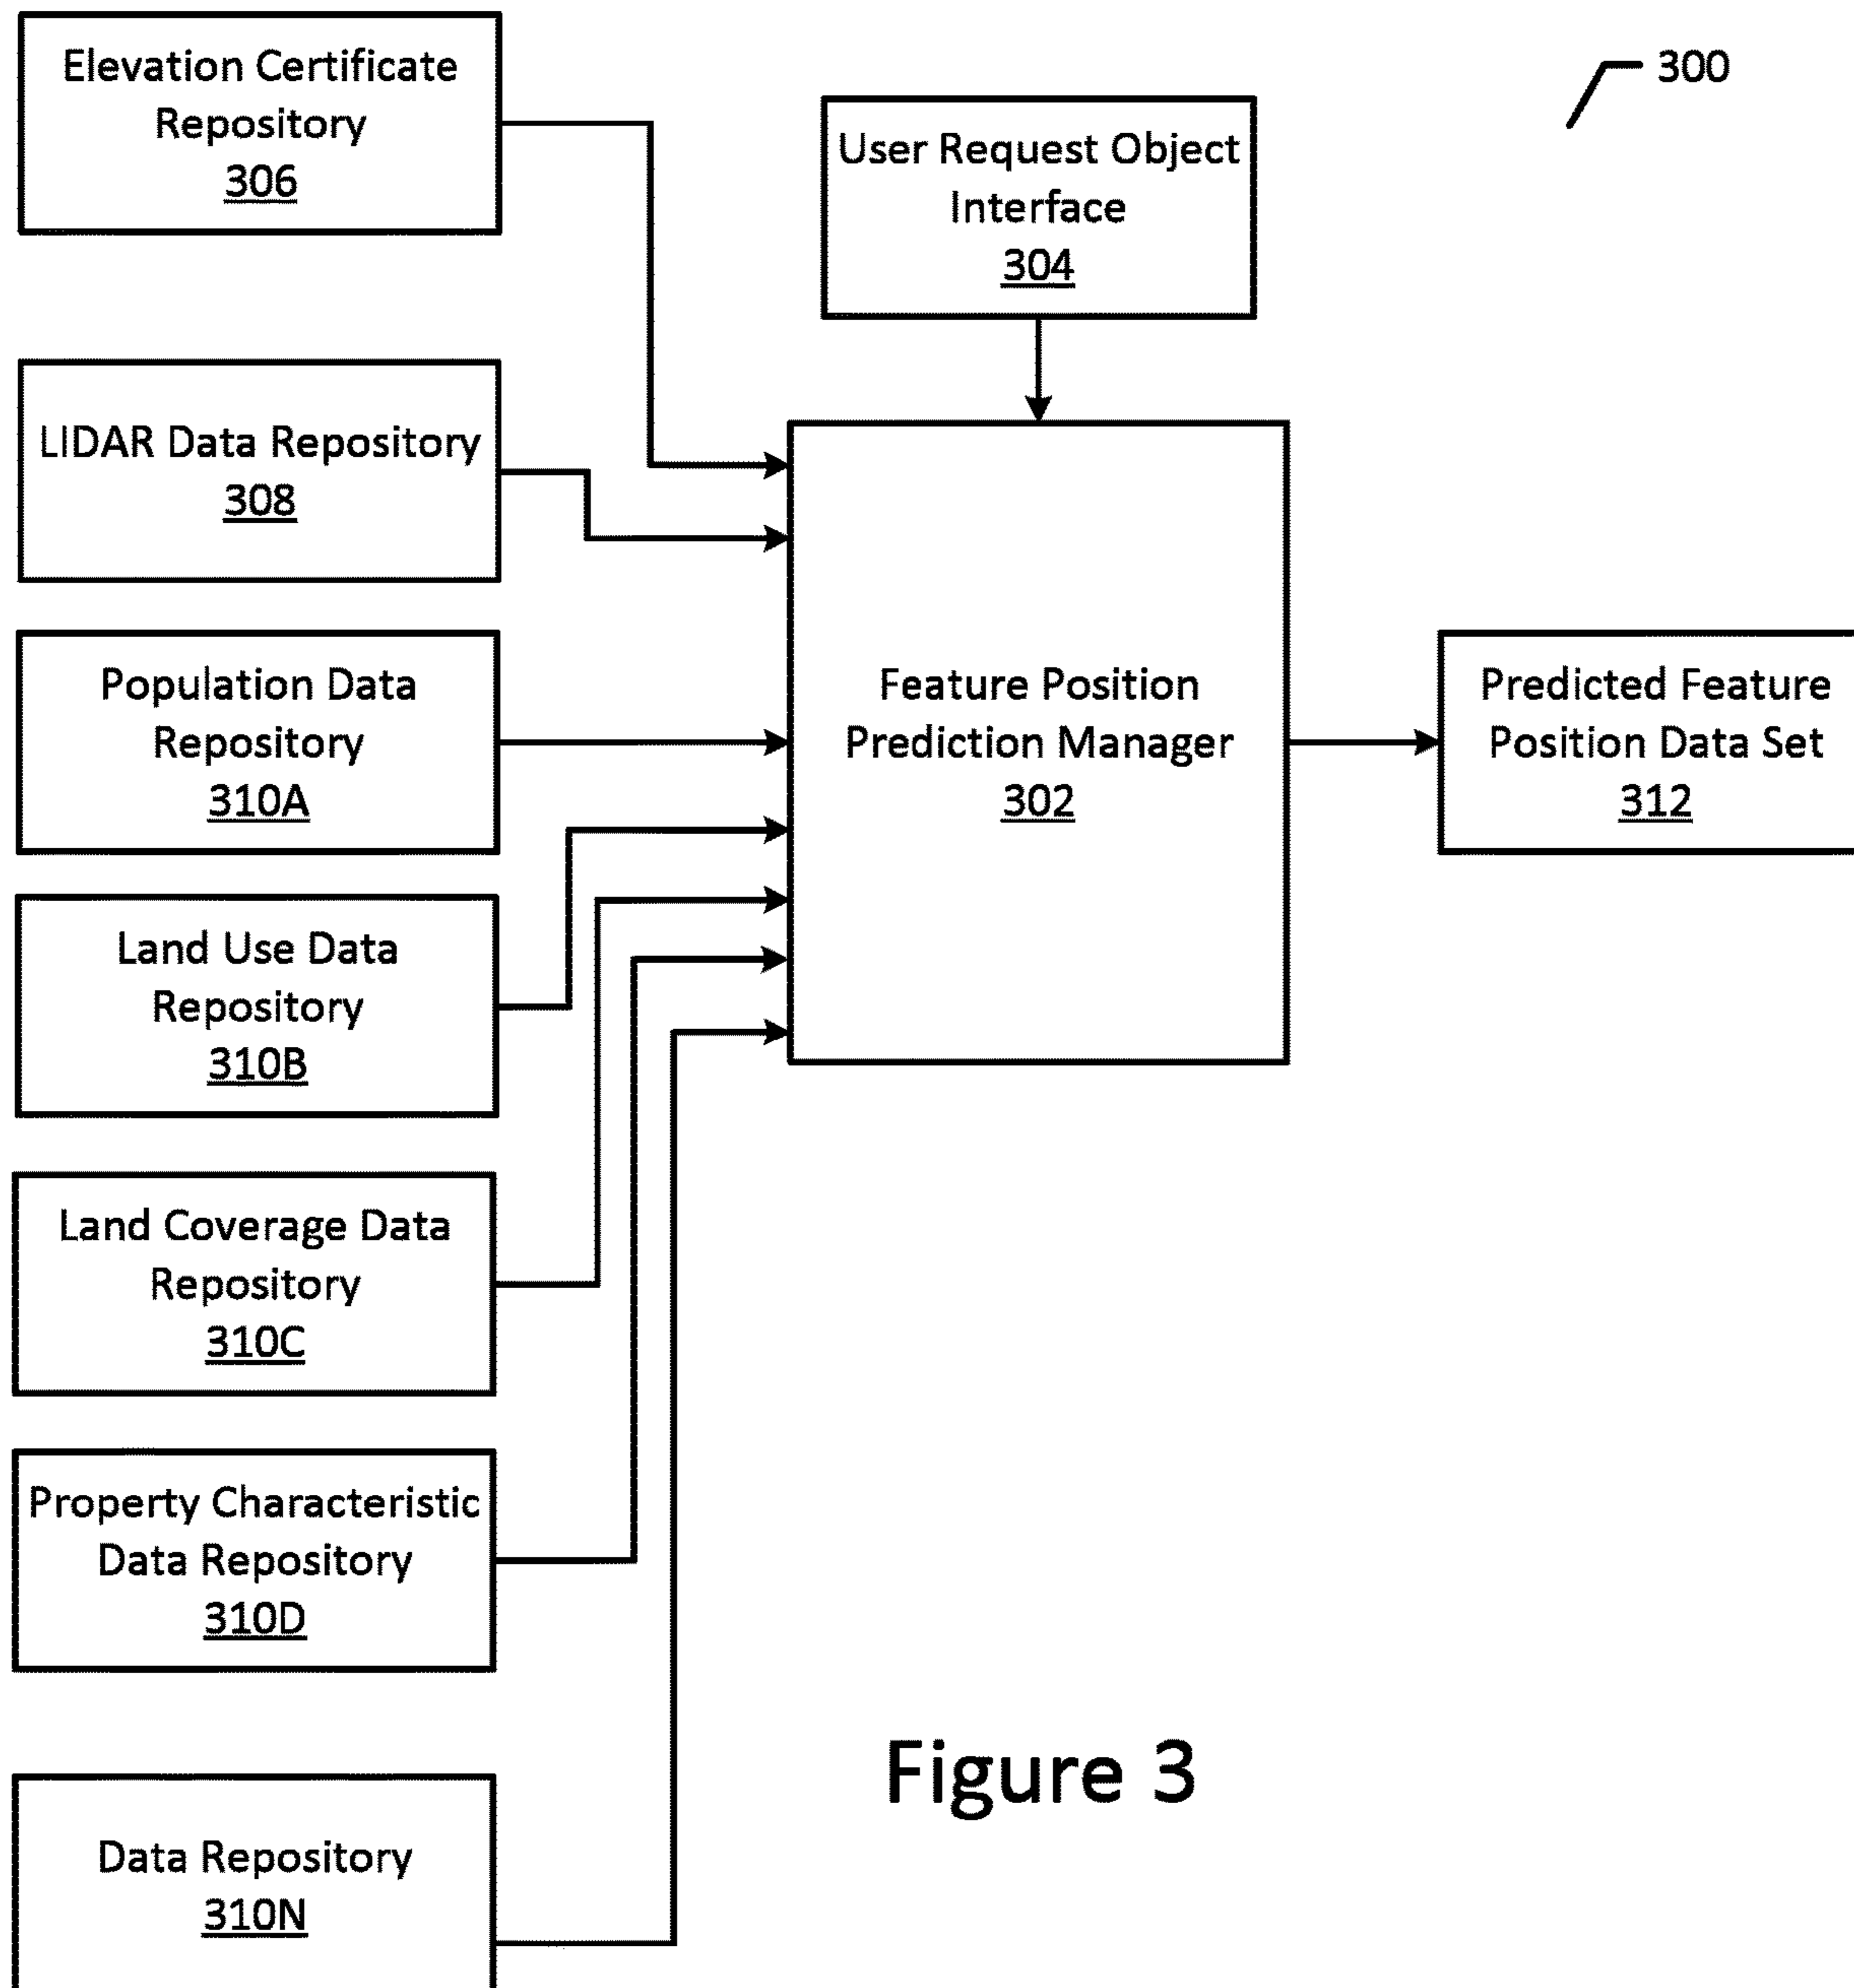 Elevation Certificate
Repository
306
300
User Request Object
Interface
304
LIDAR Data Repository
308
Population Data
Repository
310A
Feature Position
Prediction Manager
302
Predicted Feature
Position Data Set
312
Land Use Data
Repository
310B
Land Coverage Data
Repository
310C
Property Characteristic
Data Repository
310D
Data Repository
310N
Figure 3